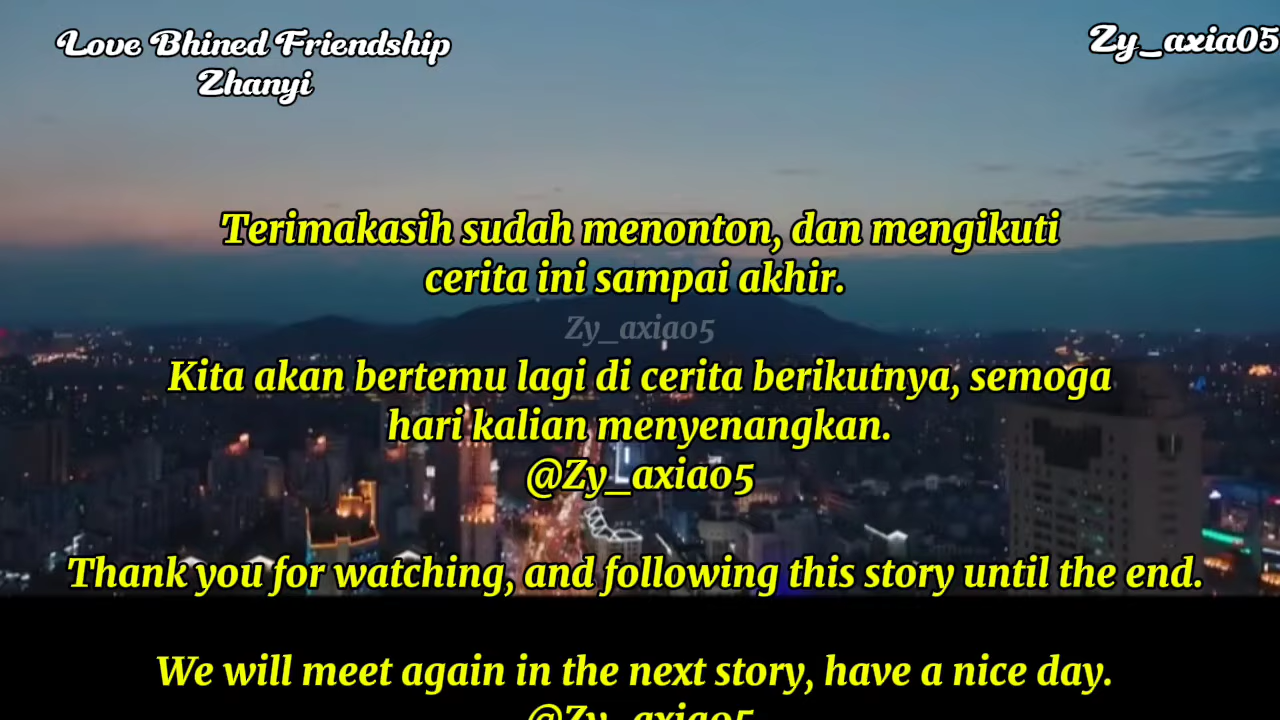 Love Bhined Friendship
Zhanyi
Zy_axia05
Terimakasih sudah menonton, dan mengikuti
cerita ini sampai akhir.
Zy_axia05
Kita akan bertemu lagi di cerita berikutnya, semoga
hari kalian menyenangkan.
@Zy_axia05
Thank you for watching, and following this story until the end.
We will meet again in the next story, have a nice day.
@Zy_axia05